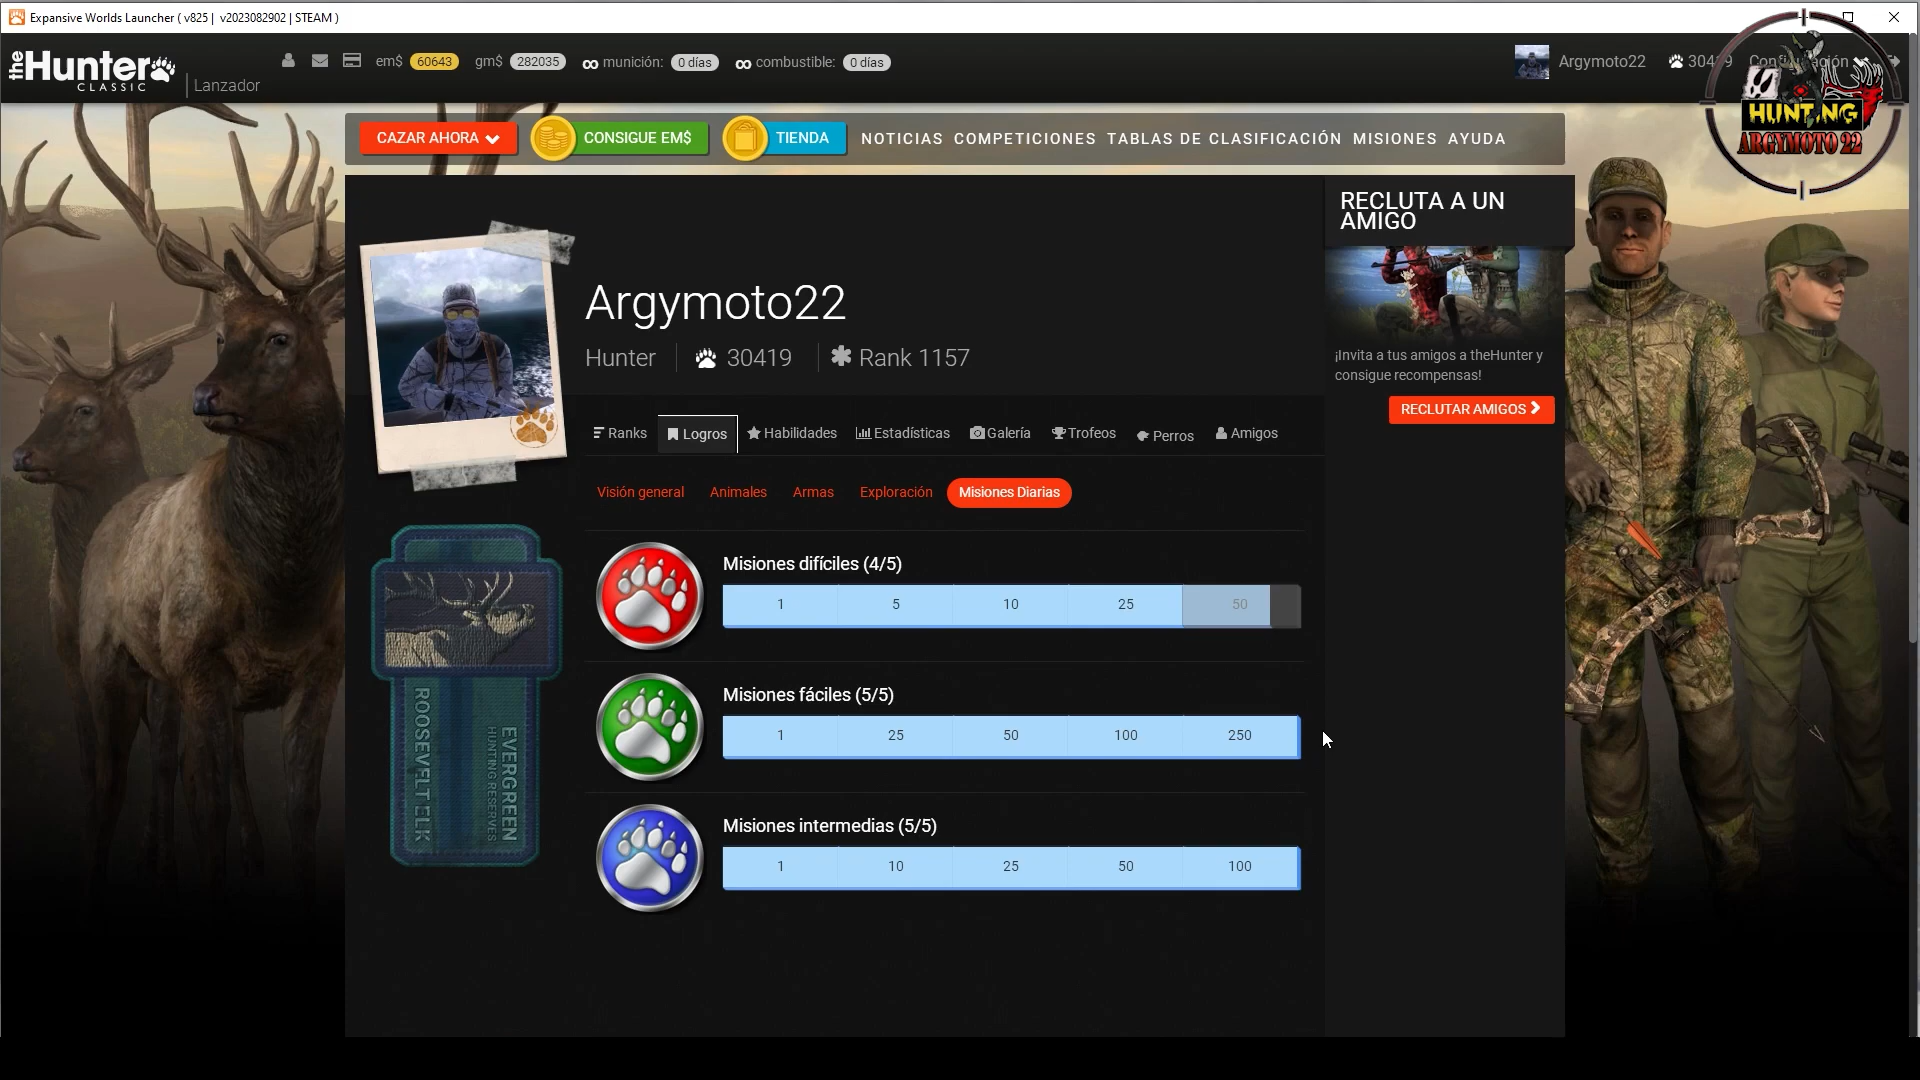 Expansive Worlds Launcher ( v825 | v2023082902 | STEAM )
theHunter
CLASSIC
Lanzador
em$ 60643 gm$ 282035 munición: 0 días combustible: 0 días
Argymoto22
HUNTING
ARGYMOTO 22
CAZAR AHORA CONSIGUE EM$ TIENDA NOTICIAS COMPETICIONES TABLAS DE CLASIFICACIÓN MISIONES AYUDA
RECLUTA A UN
AMIGO
¡Invita a tus amigos a theHunter y
consigue recompensas!
RECLUTAR AMIGOS
Argymoto22
Hunter 30419 Rank 1157
Ranks Logros Habilidades Estadísticas Galería Trofeos Perros Amigos
Visión general Animales Armas Exploración Misiones Diarias
ROOSEVELT ELK
EVERGREEN
HUNTING RESERVES
Misiones difíciles (4/5)
1 5 10 25 50
Misiones fáciles (5/5)
1 25 50 100 250
Misiones intermedias (5/5)
1 10 25 50 100